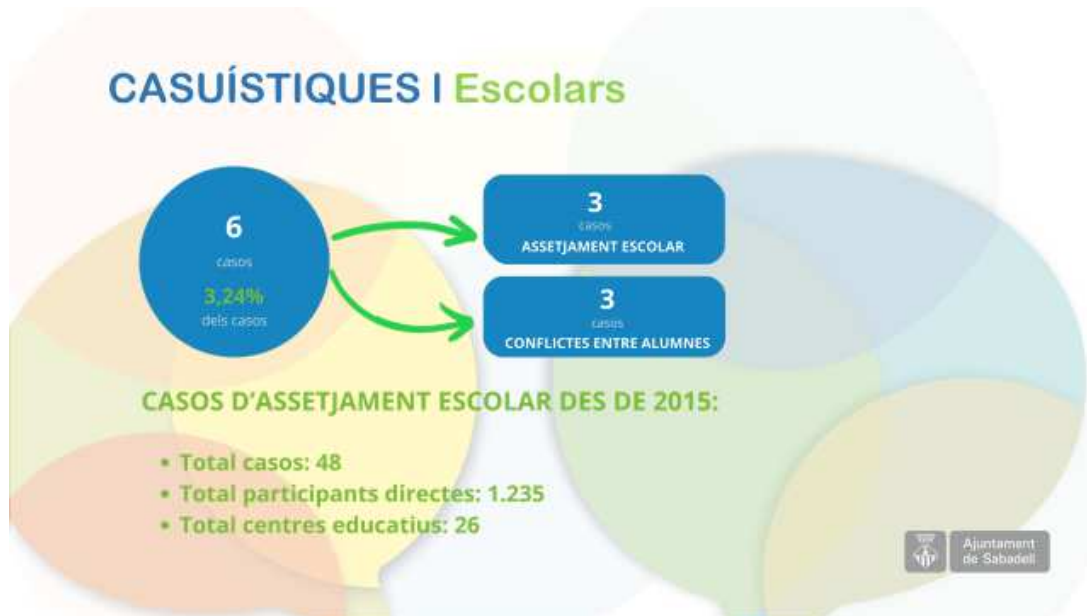 CASUÍSTIQUES I Escolars
6
casos
3,24%
dels casos
3
casos
ASSETJAMENT ESCOLAR
3
casos
CONFLICTES ENTRE ALUMNES
CASOS D'ASSETJAMENT ESCOLAR DES DE 2015:
• Total casos: 48
• Total participants directes: 1.235
• Total centres educatius: 26
Ajuntament
de Sabadell